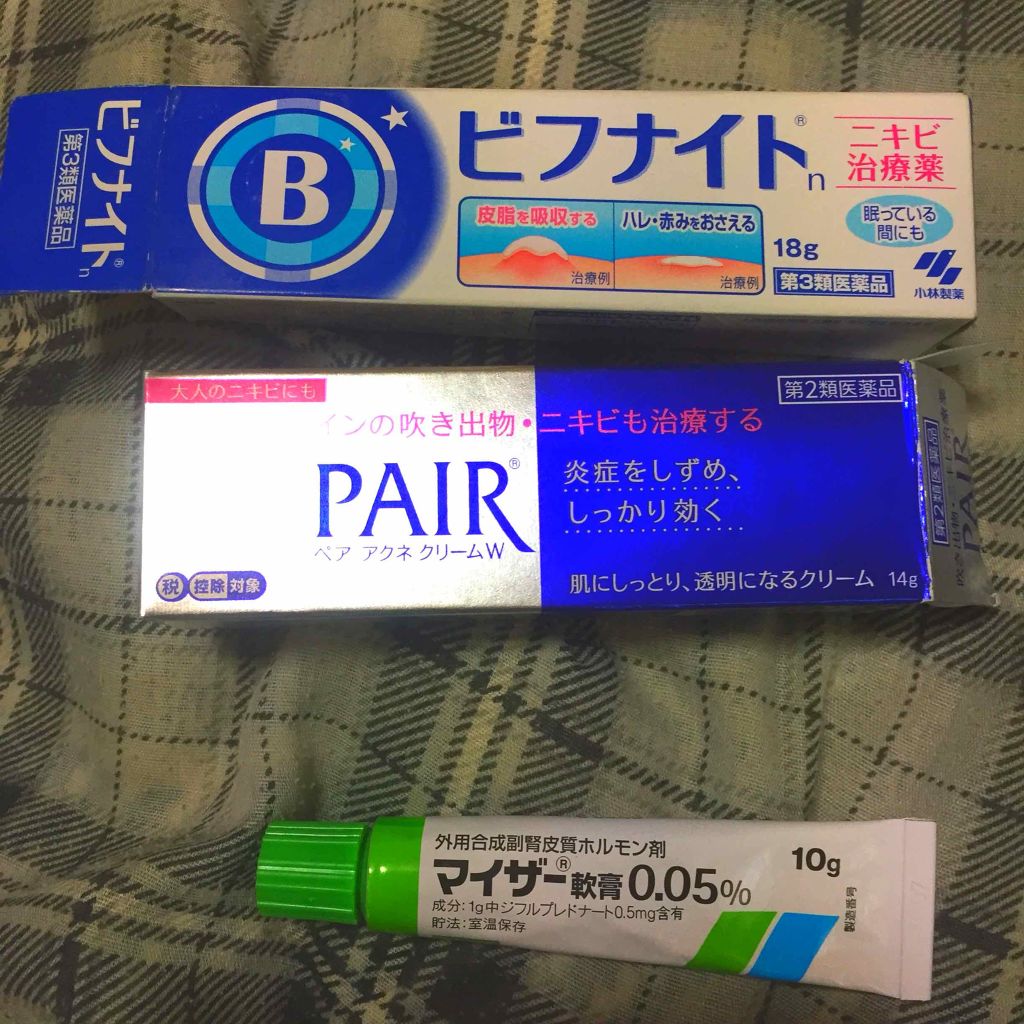 ビフナイト®n
第3類医薬品
B
ビフナイト®n
ニキビ
治療薬
眠っている
間にも
皮脂を吸収する
治療例
ハレ・赤みをおさえる
治療例
18g
第3類医薬品
小林製薬
大人のニキビにも
第2類医薬品
インの吹き出物・ニキビも治療する
PAIR®
ペア アクネ クリームW
炎症をしずめ、
しっかり効く
税 控除 対象
肌にしっとり、透明になるクリーム 14g
第2類医薬品
PAIR
外用合成副腎皮質ホルモン剤
マイザー®軟膏0.05%
10g
成分:1g中ジフルプレドナート0.5mg含有
貯法:室温保存
製造番号